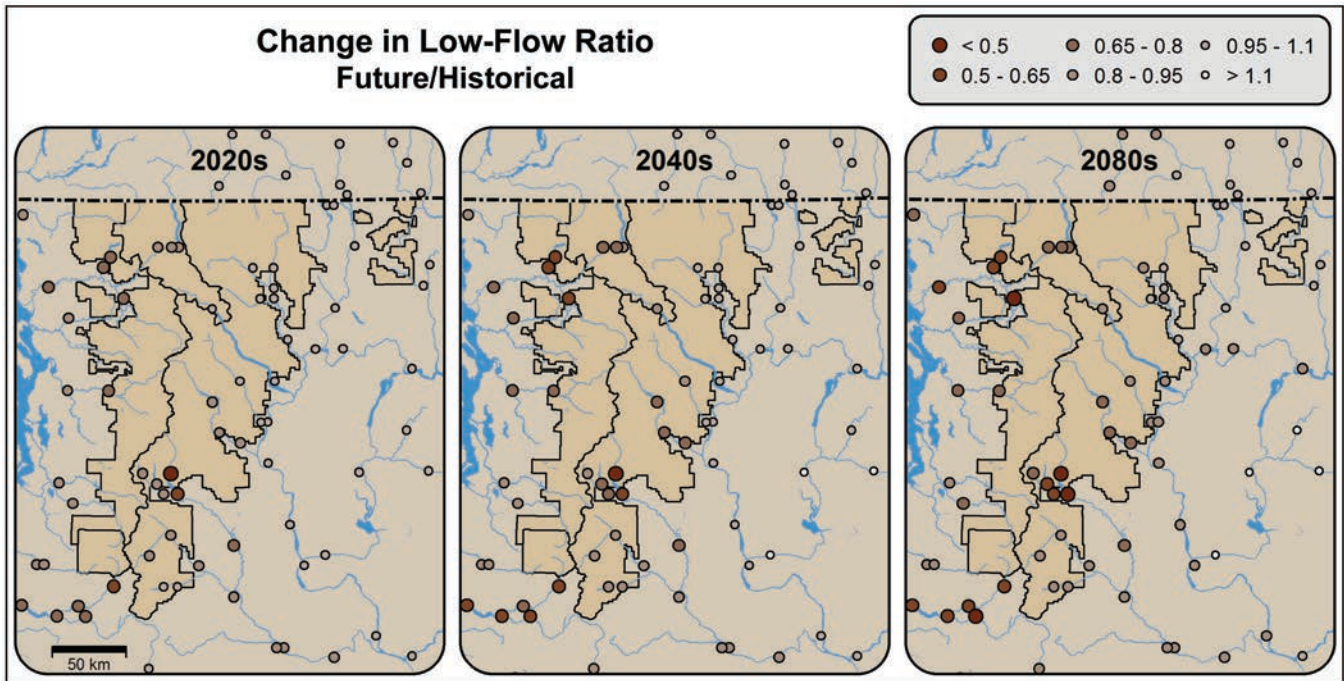 Change in Low-Flow Ratio
Future/Historical
< 0.5
0.65 - 0.8
0.95 - 1.1
0.5 - 0.65
0.8 - 0.95
> 1.1
2020s
2040s
2080s
50 km